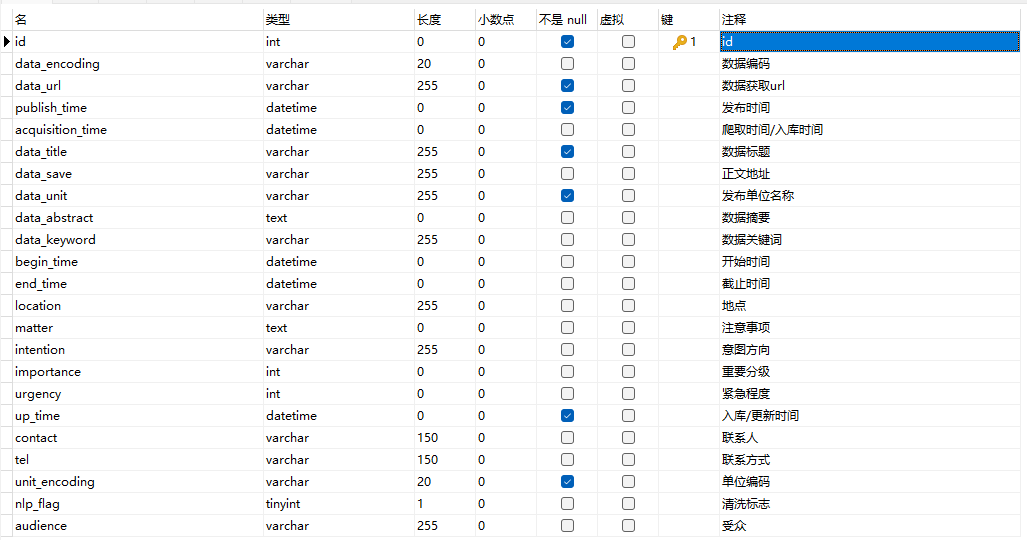 名 类型 长度 小数点 不是 null 虚拟 键 注释
id int 0 0 1 id
data_encoding varchar 20 0 数据编码
data_url varchar 255 0 数据获取url
publish_time datetime 0 0 发布时间
acquisition_time datetime 0 0 爬取时间/入库时间
data_title varchar 255 0 数据标题
data_save varchar 255 0 正文地址
data_unit varchar 255 0 发布单位名称
data_abstract text 0 0 数据摘要
data_keyword varchar 255 0 数据关键词
begin_time datetime 0 0 开始时间
end_time datetime 0 0 截止时间
location varchar 255 0 地点
matter text 0 0 注意事项
intention varchar 255 0 意图方向
importance int 0 0 重要分级
urgency int 0 0 紧急程度
up_time datetime 0 0 入库/更新时间
contact varchar 150 0 联系人
tel varchar 150 0 联系方式
unit_encoding varchar 20 0 单位编码
nlp_flag tinyint 1 0 清洗标志
audience varchar 255 0 受众